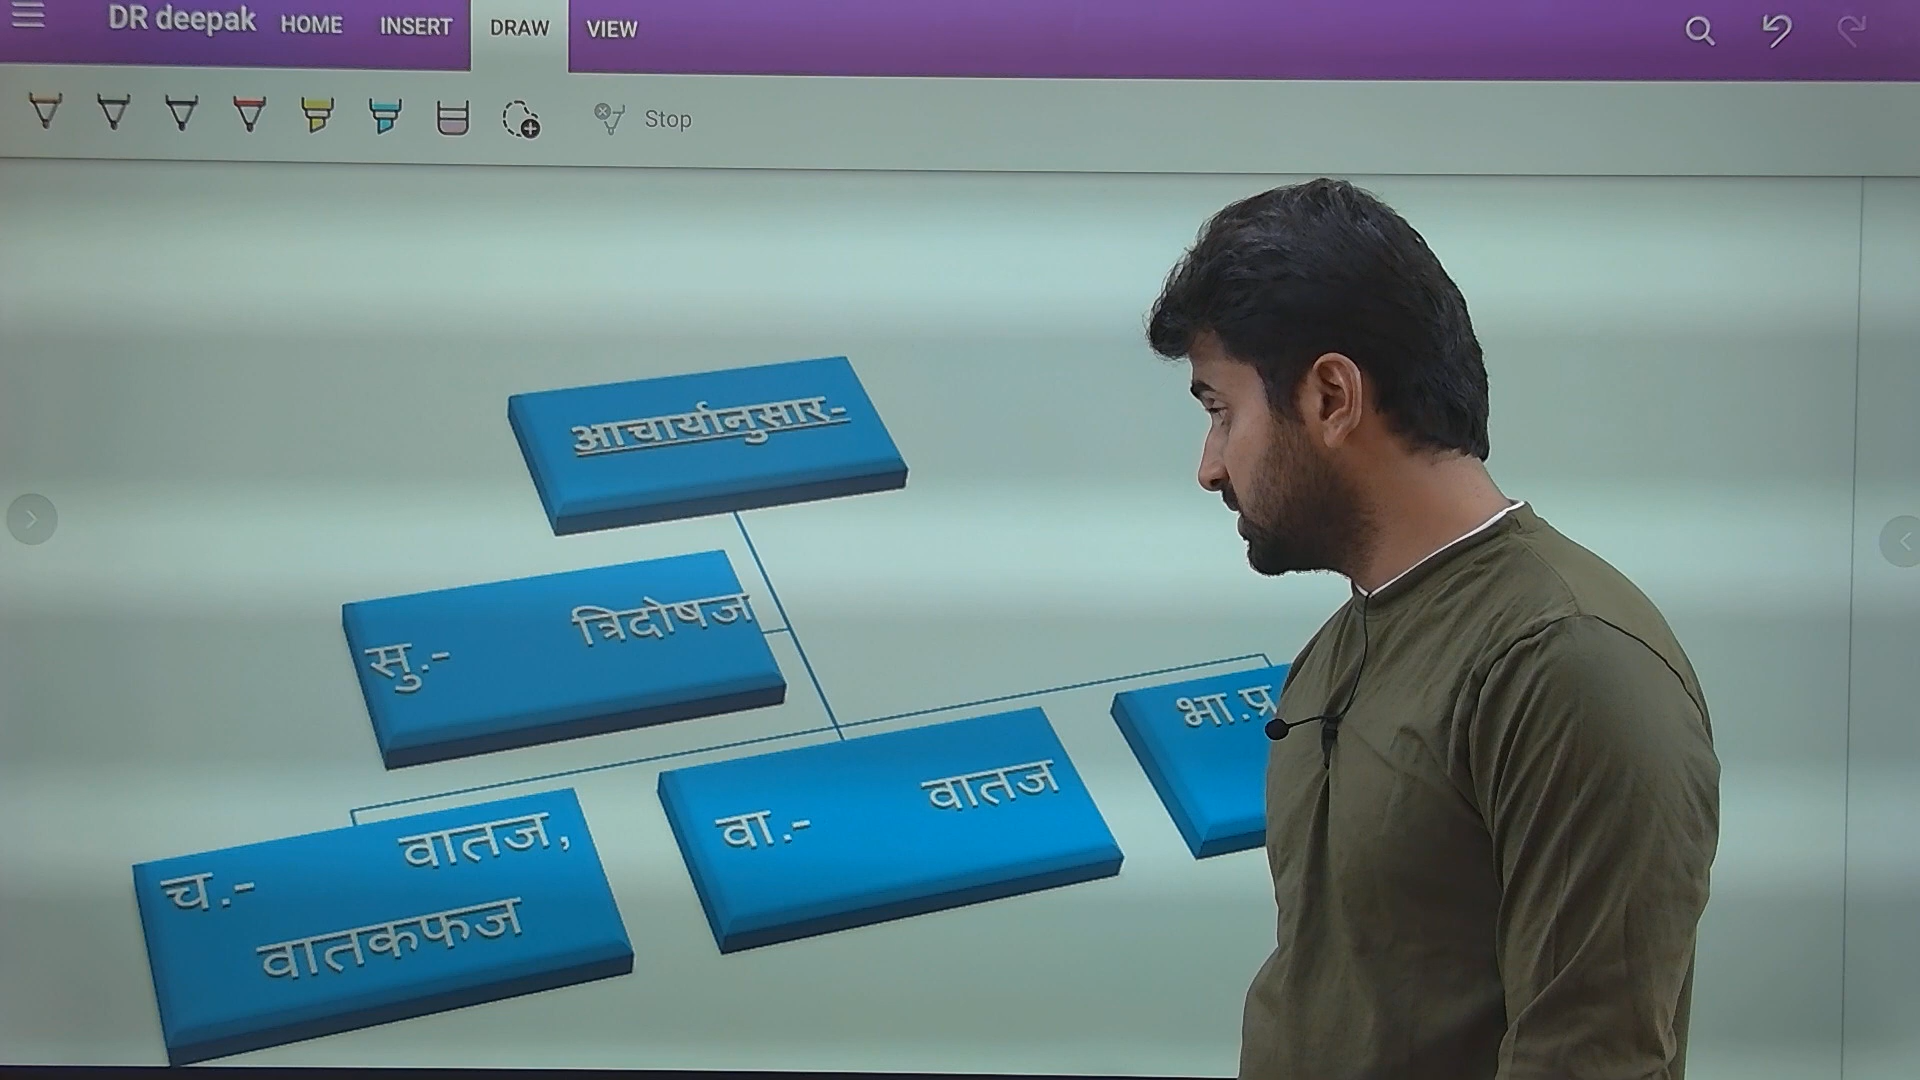 DR deepak HOME INSERT DRAW VIEW
Stop
आचार्यानुसार-
सु.- त्रिदोषज
भा.प्र
वा.- वातज
च.- वातज,
वातकफज